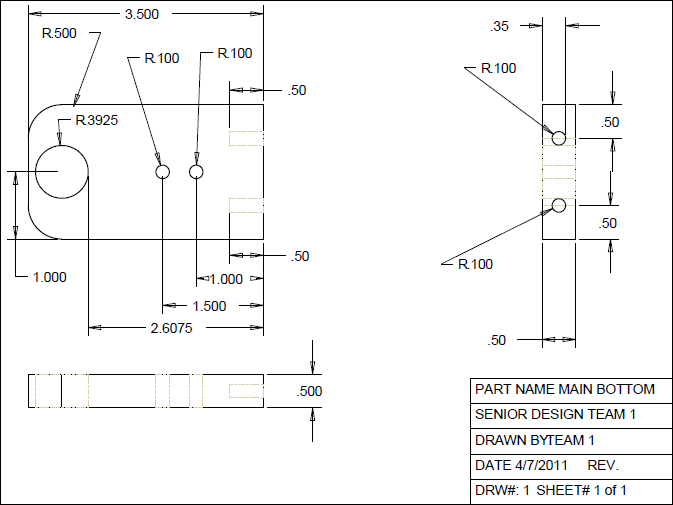 3.500
.35
R.500
R.100
R.100
R.100
.50
.50
R.3925
.50
.50
R.100
1.000
1.000
1.500
2.6075
.50
.500
PART NAME MAIN BOTTOM
SENIOR DESIGN TEAM 1
DRAWN BYTEAM 1
DATE 4/7/2011 REV.
DRW#: 1 SHEET# 1 of 1